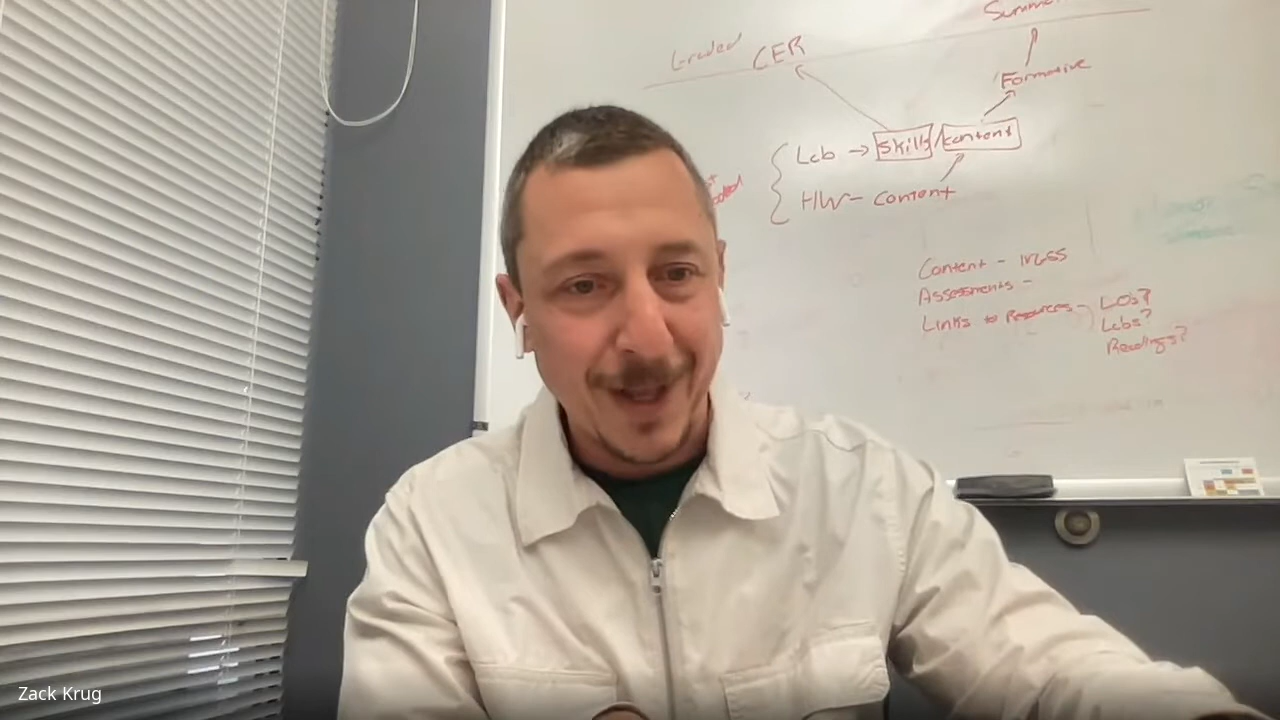 Graded CER
Formative
Lab → Skills/Content
HW - Content
Content - NGSS
Assessments -
Links to Resources - LOs?
Labs?
Readings?
Zack Krug